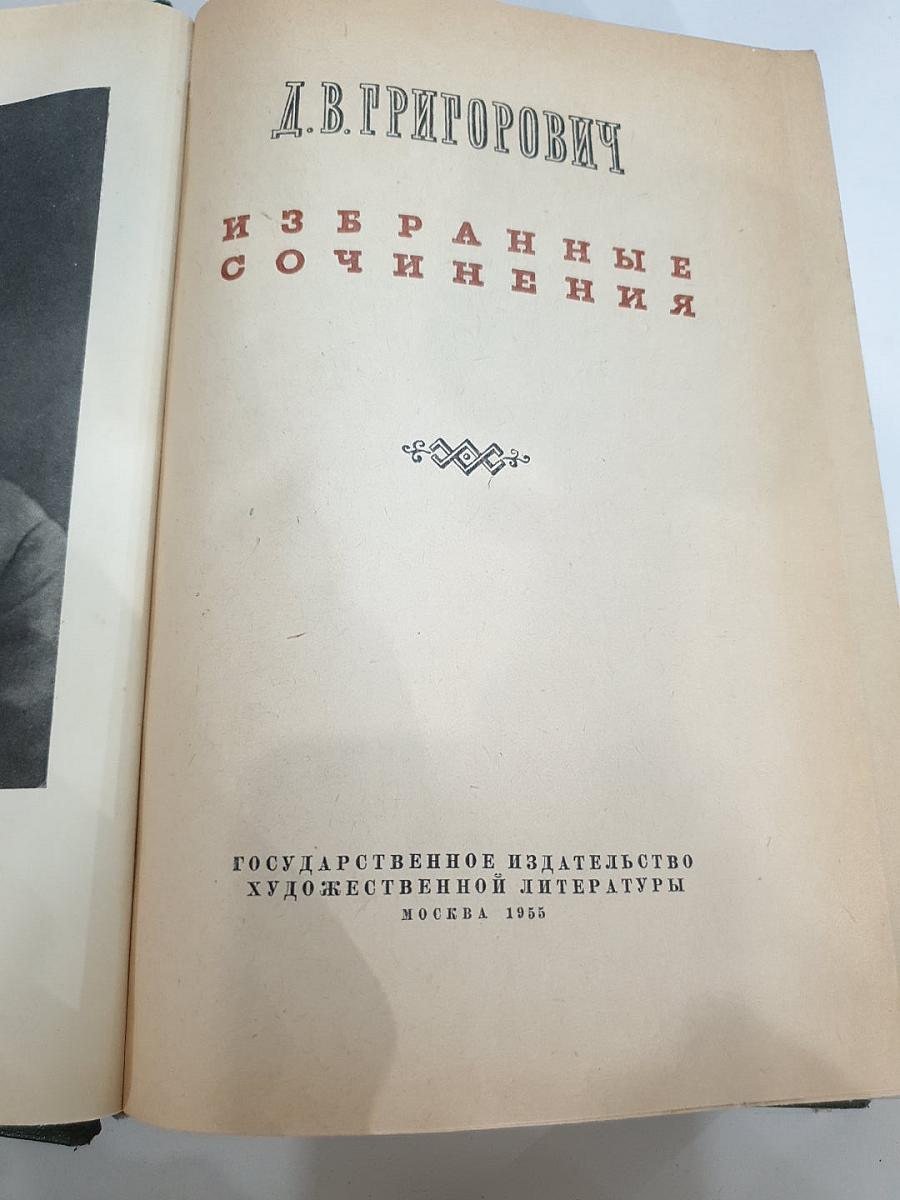 Д. В. ГРИГОРОВИЧ
ИЗБРАННЫЕ
СОЧИНЕНИЯ
ГОСУДАРСТВЕННОЕ ИЗДАТЕЛЬСТВО
ХУДОЖЕСТВЕННОЙ ЛИТЕРАТУРЫ
МОСКВА 1955